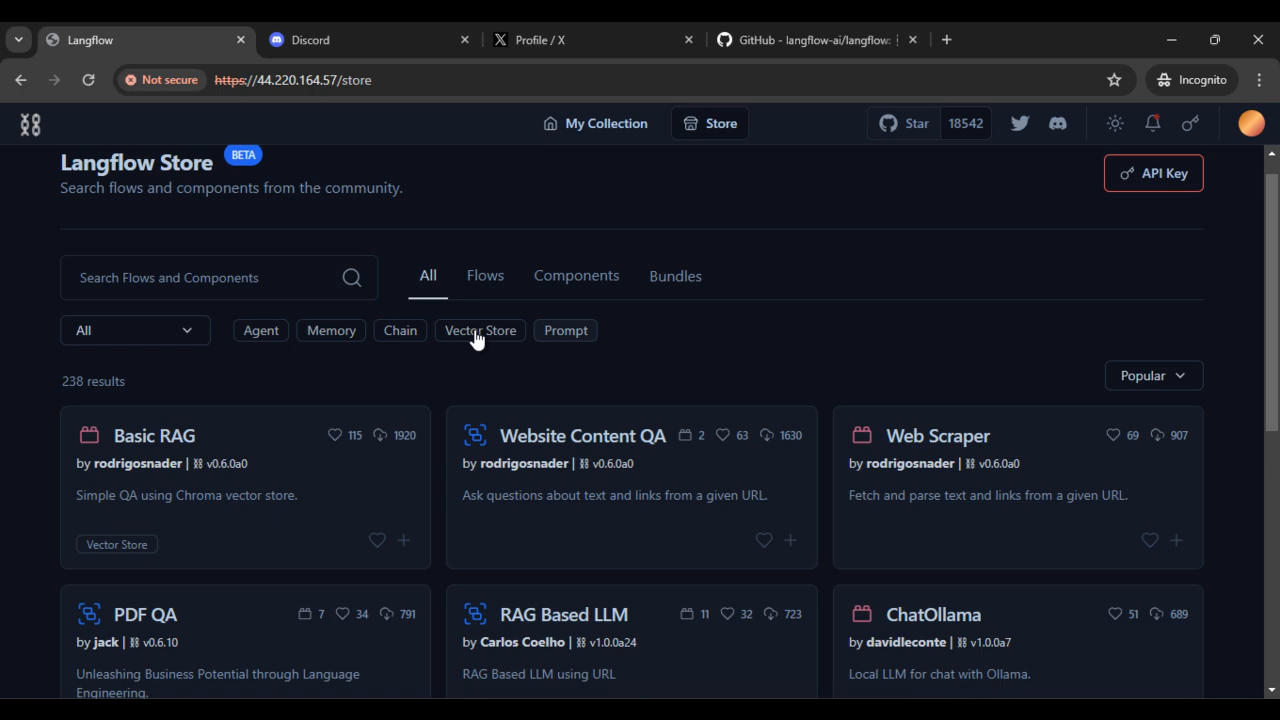 Langflow
Discord
Profile / X
GitHub - langflow-ai/langflow:
Not secure
https://44.220.164.57/store
Incognito
My Collection
Store
Star
18542
Langflow Store
BETA
Search flows and components from the community.
API Key
Search Flows and Components
All
Flows
Components
Bundles
All
Agent
Memory
Chain
Vector Store
Prompt
238 results
Popular
Basic RAG
115
1920
by rodrigosnader | v0.6.0a0
Simple QA using Chroma vector store.
Vector Store
Website Content QA
2
63
1630
by rodrigosnader | v0.6.0a0
Ask questions about text and links from a given URL.
Web Scraper
69
907
by rodrigosnader | v0.6.0a0
Fetch and parse text and links from a given URL.
PDF QA
7
34
791
by jack | v0.6.10
Unleashing Business Potential through Language
Engineering.
RAG Based LLM
11
32
723
by Carlos Coelho | v1.0.0a24
RAG Based LLM using URL
ChatOllama
51
689
by davidleconte | v1.0.0a7
Local LLM for chat with Ollama.